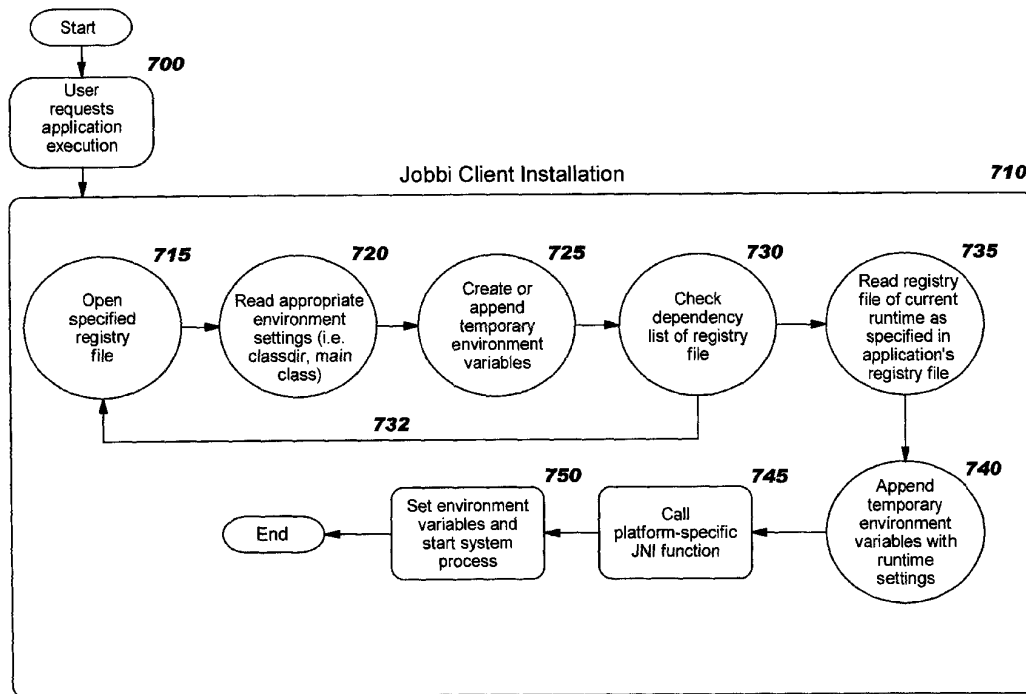 Start
700
User
requests
application
execution
Jobbi Client Installation
710
715
Open
specified
registry
file
720
Read appropriate
environment
settings (i.e.
classdir, main
class)
725
Create or
append
temporary
environment
variables
730
Check
dependency
list of registry
file
735
Read registry
file of current
runtime as
specified in
application's
registry file
732
740
Append
temporary
environment
variables with
runtime
settings
745
Call
platform-specific
JNI function
750
Set environment
variables and
start system
process
End